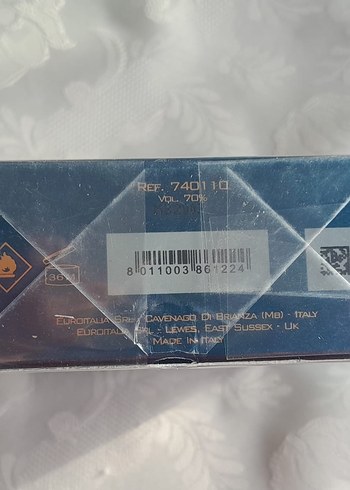 REF. 740110
VOL. 70%
8 011003 861224
36M
EUROITALIA SRL - CAVENAGO DI BRIANZA (MB) - ITALY
EUROITALIA SRL - LEWES, EAST SUSSEX - UK
MADE IN ITALY